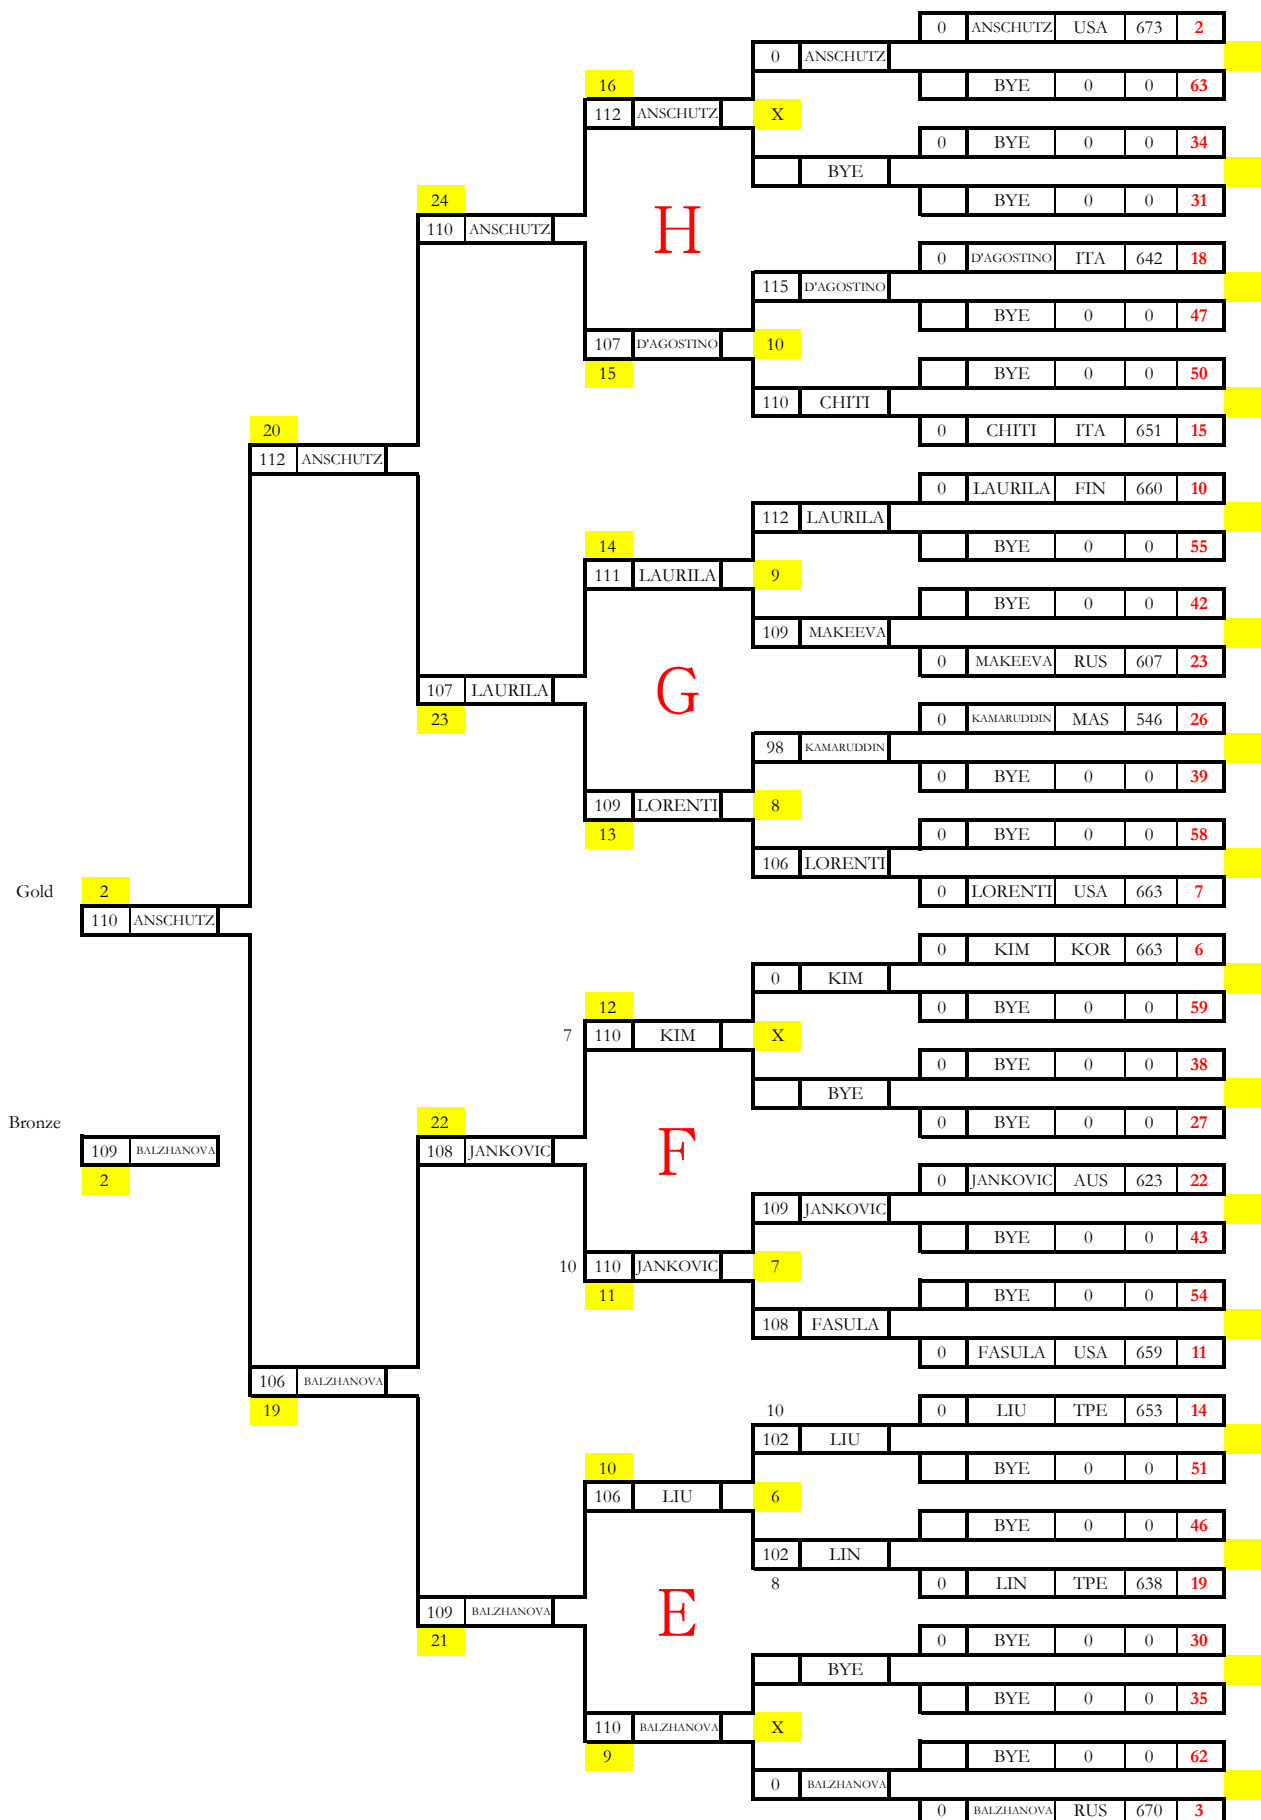 0 ANSCHUTZ USA 673 2
0 ANSCHUTZ
16 BYE 0 0 63
112 ANSCHUTZ X
0 BYE 0 0 34
BYE
24 BYE 0 0 31
110 ANSCHUTZ H
0 D'AGOSTINO ITA 642 18
115 D'AGOSTINO
BYE 0 0 47
107 D'AGOSTINO 10
15 BYE 0 0 50
110 CHITI
20 0 CHITI ITA 651 15
112 ANSCHUTZ
0 LAURILA FIN 660 10
112 LAURILA
14 BYE 0 0 55
111 LAURILA 9
BYE 0 0 42
109 MAKEEVA
0 MAKEEVA RUS 607 23
107 LAURILA G
23 0 KAMARUDDIN MAS 546 26
98 KAMARUDDIN
0 BYE 0 0 39
109 LORENTI 8
13 0 BYE 0 0 58
106 LORENTI
Gold 2 0 LORENTI USA 663 7
110 ANSCHUTZ
0 KIM KOR 663 6
0 KIM
12 0 BYE 0 0 59
7 110 KIM X
0 BYE 0 0 38
BYE
Bronze 22 0 BYE 0 0 27
109 BALZHANOVA 108 JANKOVIC F
2 0 JANKOVIC AUS 623 22
109 JANKOVIC
BYE 0 0 43
10 110 JANKOVIC 7
11 BYE 0 0 54
108 FASULA
0 FASULA USA 659 11
106 BALZHANOVA
19 10 0 LIU TPE 653 14
102 LIU
10 BYE 0 0 51
106 LIU 6
BYE 0 0 46
102 LIN
8 0 LIN TPE 638 19
109 BALZHANOVA E
21 0 BYE 0 0 30
BYE
BYE 0 0 35
110 BALZHANOVA X
9 BYE 0 0 62
0 BALZHANOVA
0 BALZHANOVA RUS 670 3